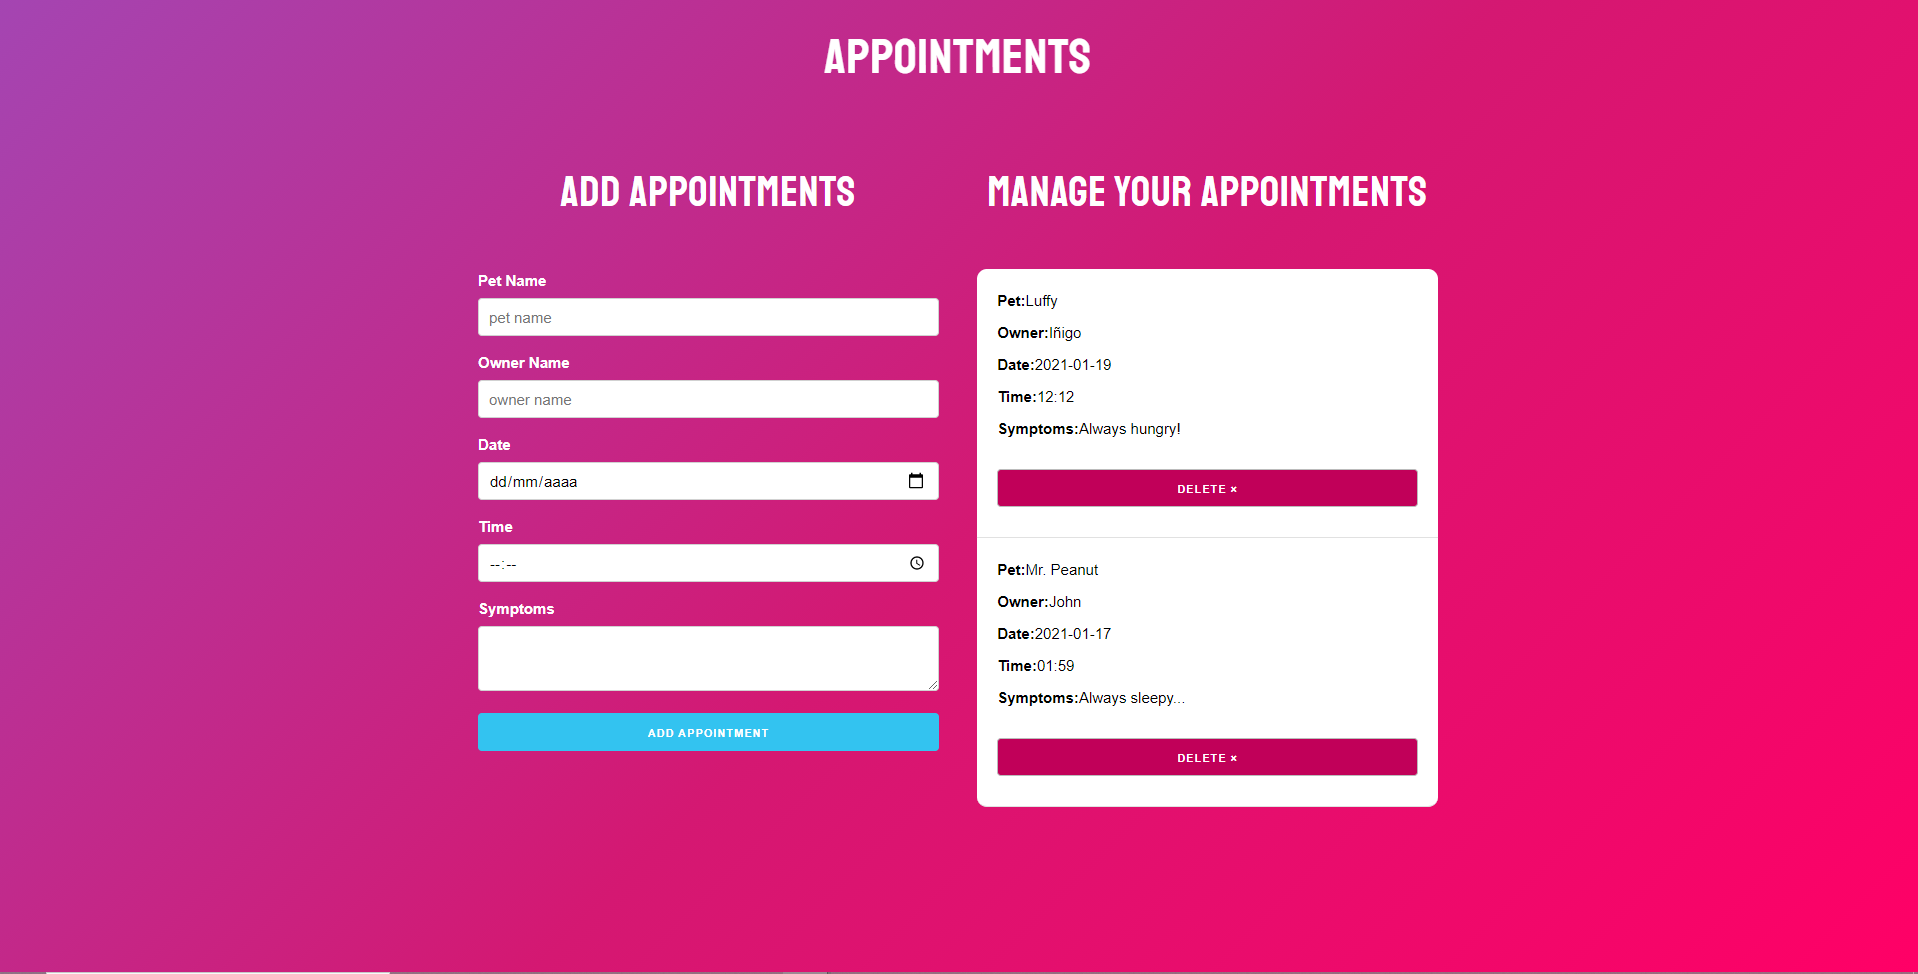 APPOINTMENTS
ADD APPOINTMENTS
Pet Name
pet name
Owner Name
owner name
Date
dd/mm/aaaa
Time
--:--
Symptoms
ADD APPOINTMENT
MANAGE YOUR APPOINTMENTS
Pet:Luffy
Owner:Iñigo
Date:2021-01-19
Time:12:12
Symptoms:Always hungry!
DELETE ×
Pet:Mr. Peanut
Owner:John
Date:2021-01-17
Time:01:59
Symptoms:Always sleepy...
DELETE ×